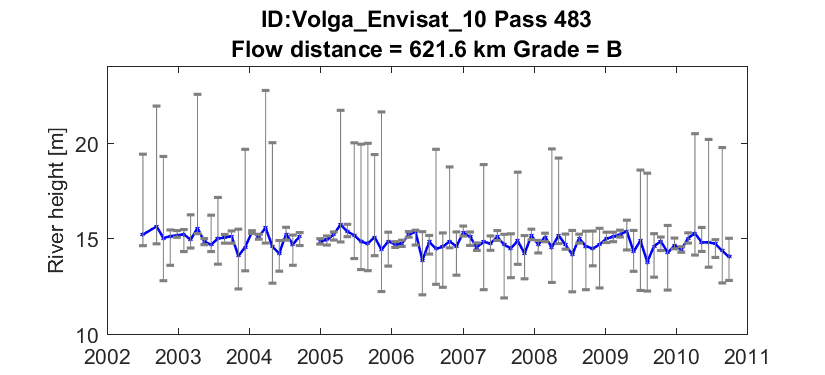 ID:Volga_Envisat_10 Pass 483
Flow distance = 621.6 km Grade = B
River height [m]
20
15
10
2002 2003 2004 2005 2006 2007 2008 2009 2010 2011